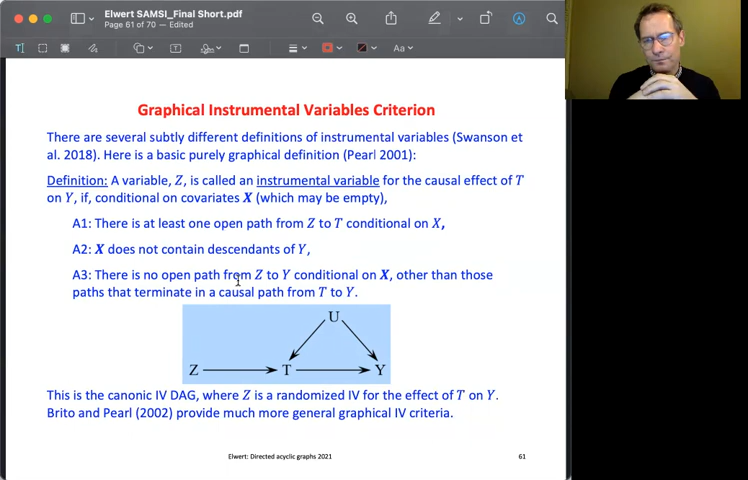 Elwert SAMSI_Final Short.pdf
Page 61 of 70 — Edited
Aa
Graphical Instrumental Variables Criterion
There are several subtly different definitions of instrumental variables (Swanson et
al. 2018). Here is a basic purely graphical definition (Pearl 2001):
Definition: A variable, Z, is called an instrumental variable for the causal effect of T
on Y, if, conditional on covariates X (which may be empty),
A1: There is at least one open path from Z to T conditional on X,
A2: X does not contain descendants of Y,
A3: There is no open path from Z to Y conditional on X, other than those
paths that terminate in a causal path from T to Y.
U
Z T Y
This is the canonic IV DAG, where Z is a randomized IV for the effect of T on Y.
Brito and Pearl (2002) provide much more general graphical IV criteria.
Elwert: Directed acyclic graphs 2021 61